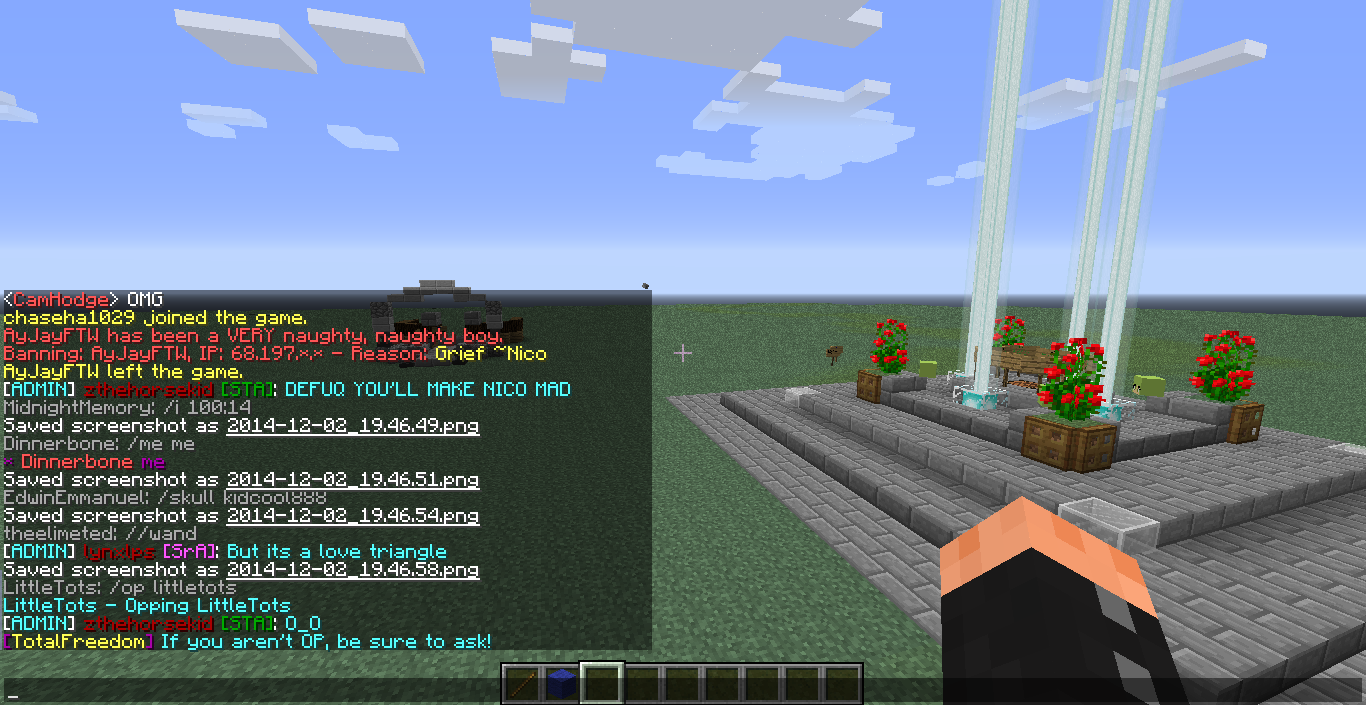 <CamHodge> OMG
chaseha1029 joined the game.
AyJayFTW has been a VERY naughty, naughty boy.
Banning: AyJayFTW, IP: 68.197.*.* - Reason: Grief ~Nico
AyJayFTW left the game.
[ADMIN] zthehorsekid [STA]: DEFUQ YOU'LL MAKE NICO MAD
MidnightMemory: /i 100:14
Saved screenshot as 2014-12-02_19.46.49.png
Dinnerbone: /me me
* Dinnerbone me
Saved screenshot as 2014-12-02_19.46.51.png
EdwinEmmanuel: /skull kidcool888
Saved screenshot as 2014-12-02_19.46.54.png
theelimeted: //wand
[ADMIN] lynxlps [SrA]: But its a love triangle
Saved screenshot as 2014-12-02_19.46.58.png
LittleTots: /op littletots
LittleTots - Opping LittleTots
[ADMIN] zthehorsekid [STA]: O_O
[TotalFreedom] If you aren't OP, be sure to ask!
_